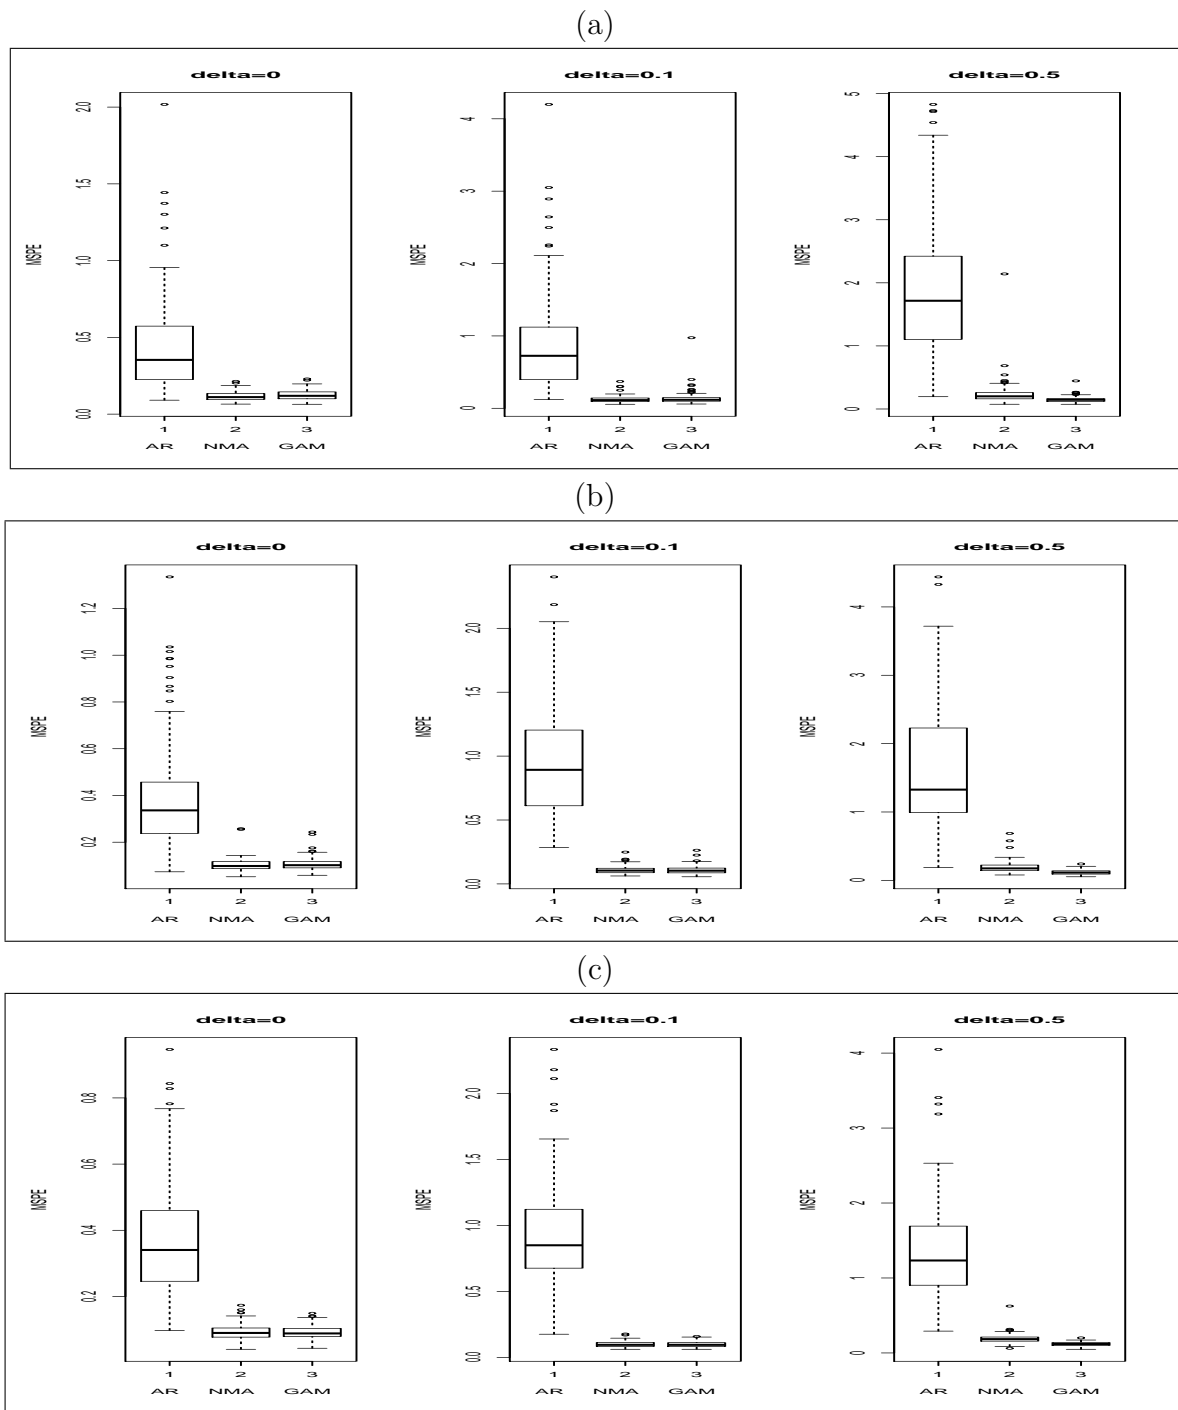 (a)
delta=0 delta=0.1 delta=0.5
MSPE MSPE MSPE
0.0 0.5 1.0 1.5 2.0
0 1 2 3 4
0 1 2 3 4 5
1 2 3 1 2 3 1 2 3
AR NMA GAM AR NMA GAM AR NMA GAM
(b)
delta=0 delta=0.1 delta=0.5
MSPE MSPE MSPE
0.2 0.4 0.6 0.8 1.0 1.2
0.0 0.5 1.0 1.5 2.0
0 1 2 3 4
1 2 3 1 2 3 1 2 3
AR NMA GAM AR NMA GAM AR NMA GAM
(c)
delta=0 delta=0.1 delta=0.5
MSPE MSPE MSPE
0.2 0.4 0.6 0.8
0.0 0.5 1.0 1.5 2.0
0 1 2 3 4
1 2 3 1 2 3 1 2 3
AR NMA GAM AR NMA GAM AR NMA GAM